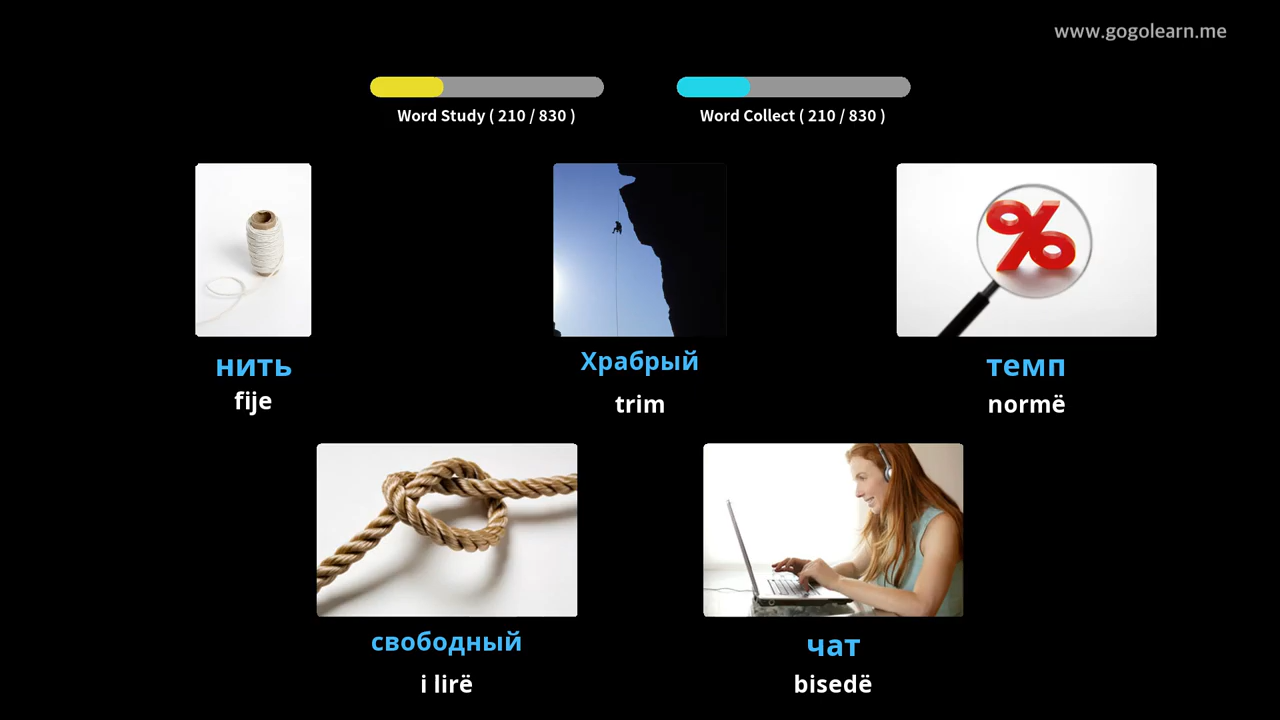 www.gogolearn.me
Word Study ( 210 / 830 )
Word Collect ( 210 / 830 )
нить
fije
Храбрый
trim
темп
normë
свободный
i lirë
чат
bisedë